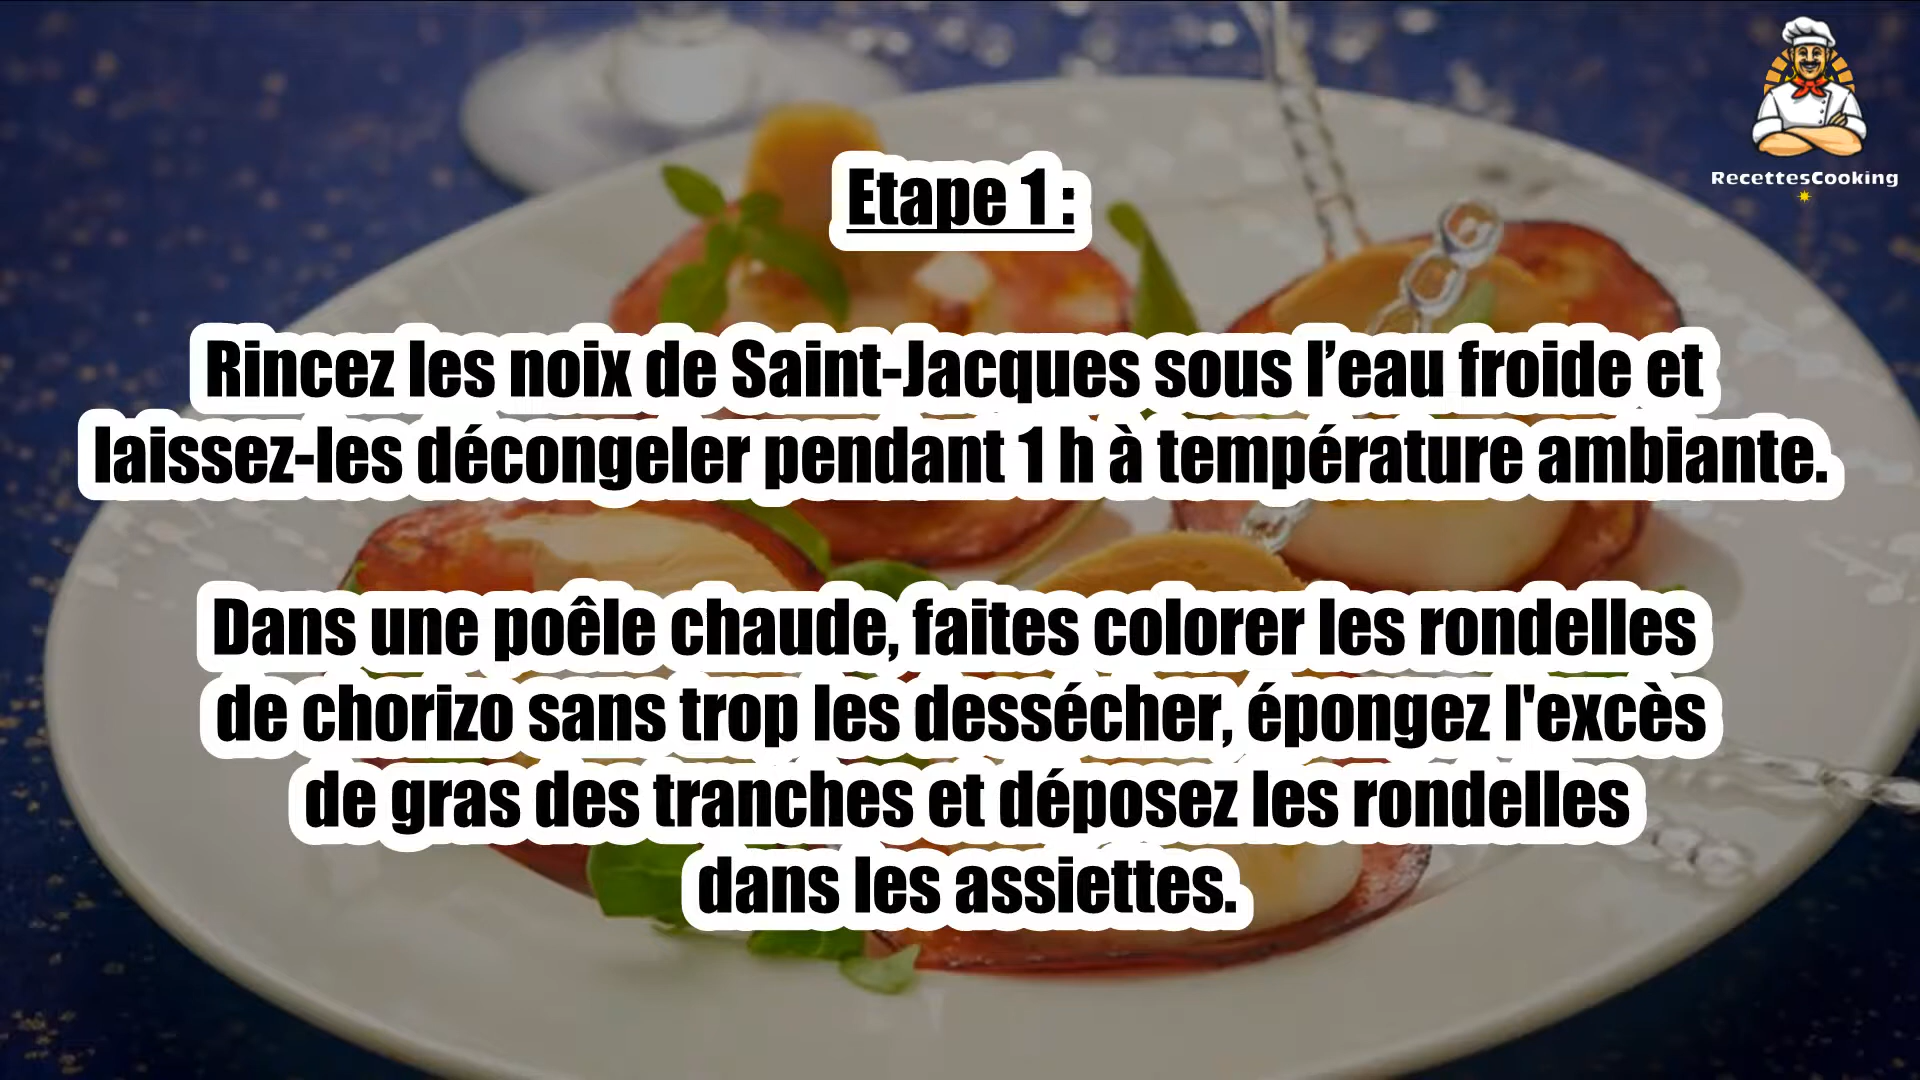 RecettesCooking
Etape 1 :
Rincez les noix de Saint-Jacques sous l’eau froide et
laissez-les décongeler pendant 1 h à température ambiante.
Dans une poêle chaude, faites colorer les rondelles
de chorizo sans trop les dessécher, épongez l'excès
de gras des tranches et déposez les rondelles
dans les assiettes.